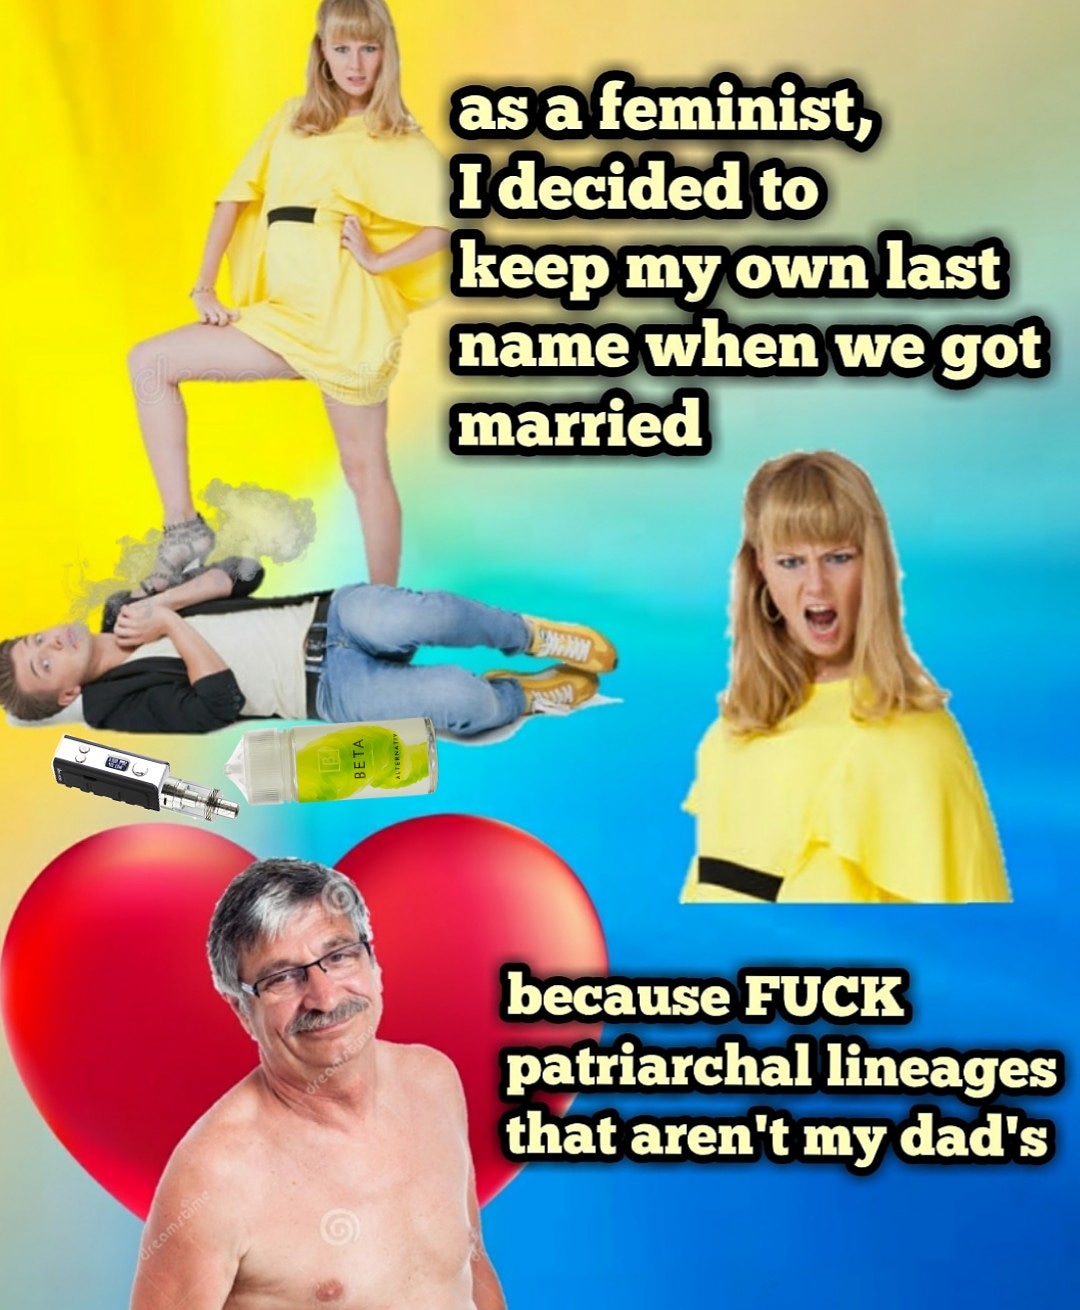 as a feminist,
I decided to
keep my own last
name when we got
married
BETA
because FUCK
patriarchal lineages
that aren't my dad's
dreamstime